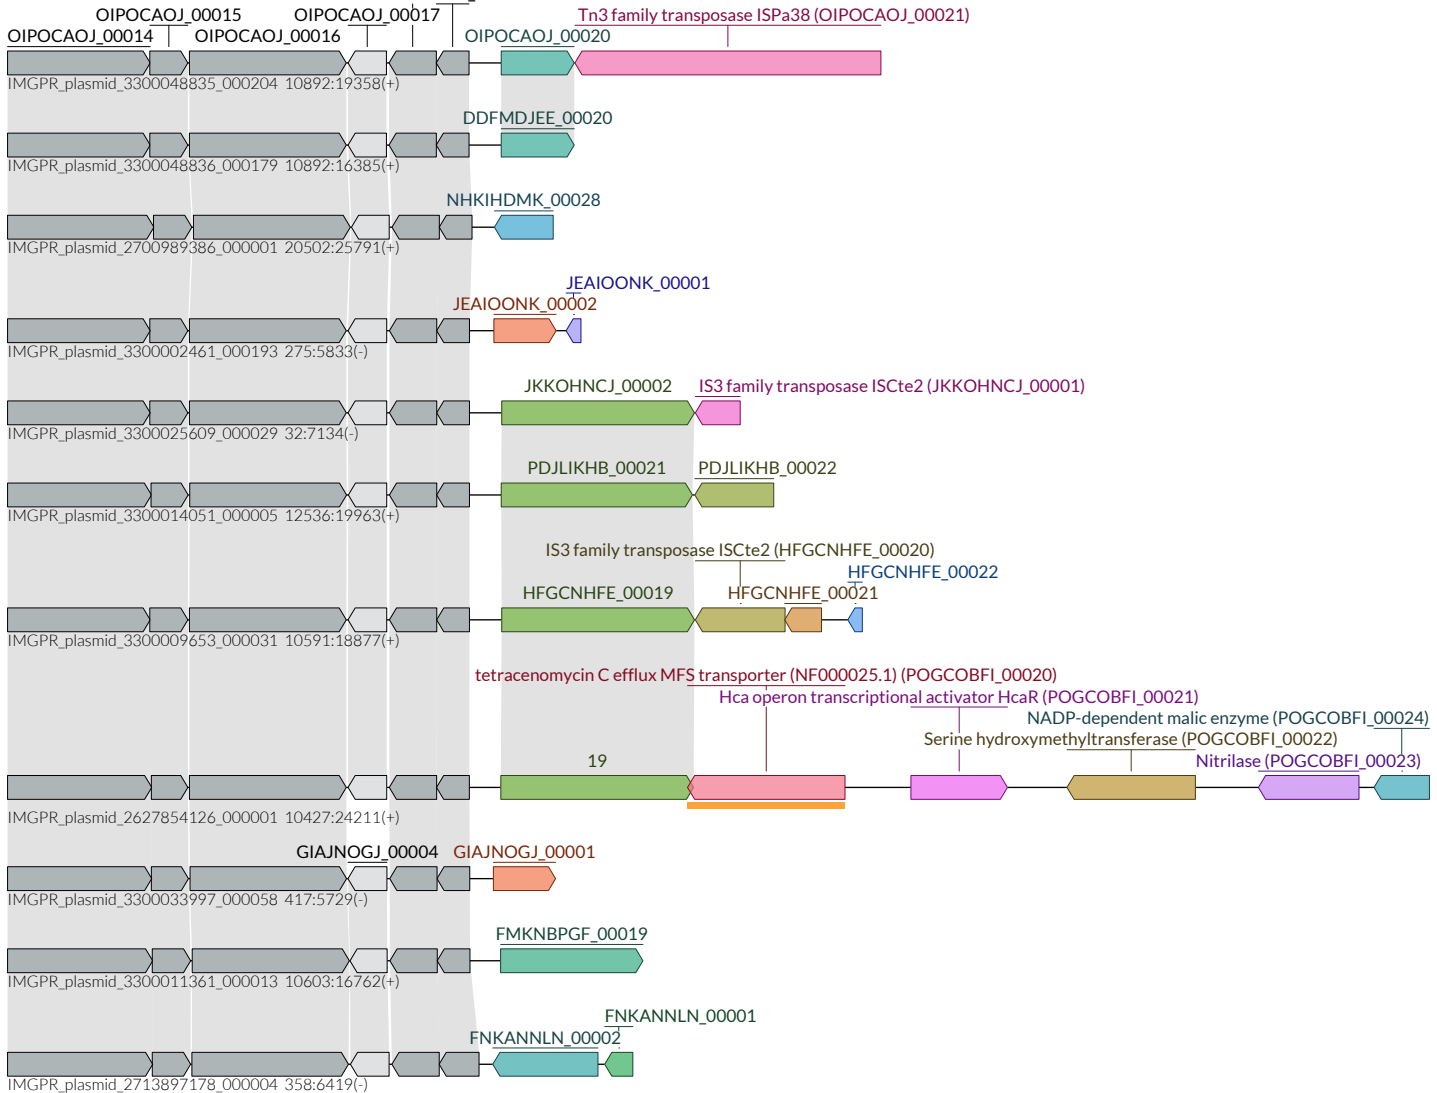 OIPOCAOJ_00015 OIPOCAOJ_00017 Tn3 family transposase ISPa38 (OIPOCAOJ_00021)
OIPOCAOJ_00014 OIPOCAOJ_00016 OIPOCAOJ_00020
IMGPR_plasmid_3300048835_000204 10892:19358(+)
DDFMDJEE_00020
IMGPR_plasmid_3300048836_000179 10892:16385(+)
NHKIHDMK_00028
IMGPR_plasmid_2700989386_000001 20502:25791(+)
JEAIOONK_00001
JEAIOONK_00002
IMGPR_plasmid_3300002461_000193 275:5833(-)
JKKOHNCJ_00002 IS3 family transposase ISCte2 (JKKOHNCJ_00001)
IMGPR_plasmid_3300025609_000029 32:7134(-)
PDJLIKHB_00021 PDJLIKHB_00022
IMGPR_plasmid_3300014051_000005 12536:19963(+)
IS3 family transposase ISCte2 (HFGCNHFE_00020)
HFGCNHFE_00022
HFGCNHFE_00019 HFGCNHFE_00021
IMGPR_plasmid_3300009653_000031 10591:18877(+)
tetracenomycin C efflux MFS transporter (NF000025.1) (POGCOBFI_00020)
Hca operon transcriptional activator HcaR (POGCOBFI_00021)
NADP-dependent malic enzyme (POGCOBFI_00024)
Serine hydroxymethyltransferase (POGCOBFI_00022)
19 Nitrilase (POGCOBFI_00023)
IMGPR_plasmid_2627854126_000001 10427:24211(+)
GIAJNOGJ_00004 GIAJNOGJ_00001
IMGPR_plasmid_3300033997_000058 417:5729(-)
FMKNBPGF_00019
IMGPR_plasmid_3300011361_000013 10603:16762(+)
FNKANNLN_00001
FNKANNLN_00002
IMGPR_plasmid_2713897178_000004 358:6419(-)